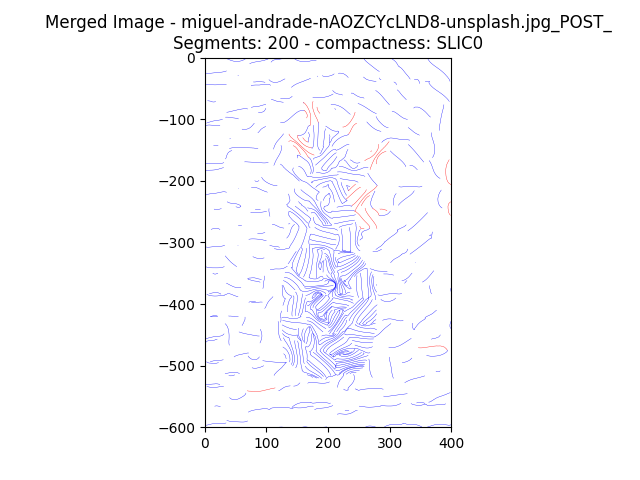 Merged Image - miguel-andrade-nAOZCYcLND8-unsplash.jpg_POST_
Segments: 200 - compactness: SLIC0
0
−100
−200
−300
−400
−500
−600
0 100 200 300 400